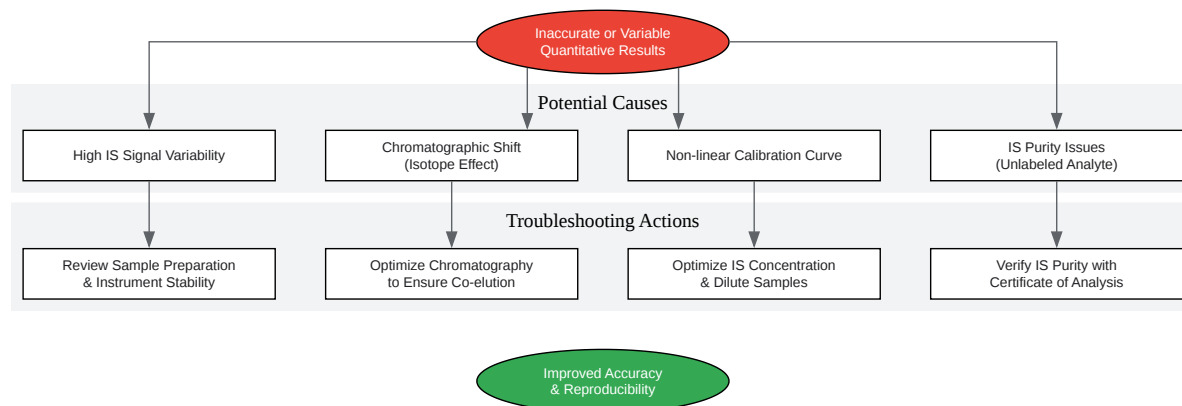 Inaccurate or Variable
Quantitative Results
Potential Causes
High IS Signal Variability
Chromatographic Shift
(Isotope Effect)
Non-linear Calibration Curve
IS Purity Issues
(Unlabeled Analyte)
Troubleshooting Actions
Review Sample Preparation
& Instrument Stability
Optimize Chromatography
to Ensure Co-elution
Optimize IS Concentration
& Dilute Samples
Verify IS Purity with
Certificate of Analysis
Improved Accuracy
& Reproducibility